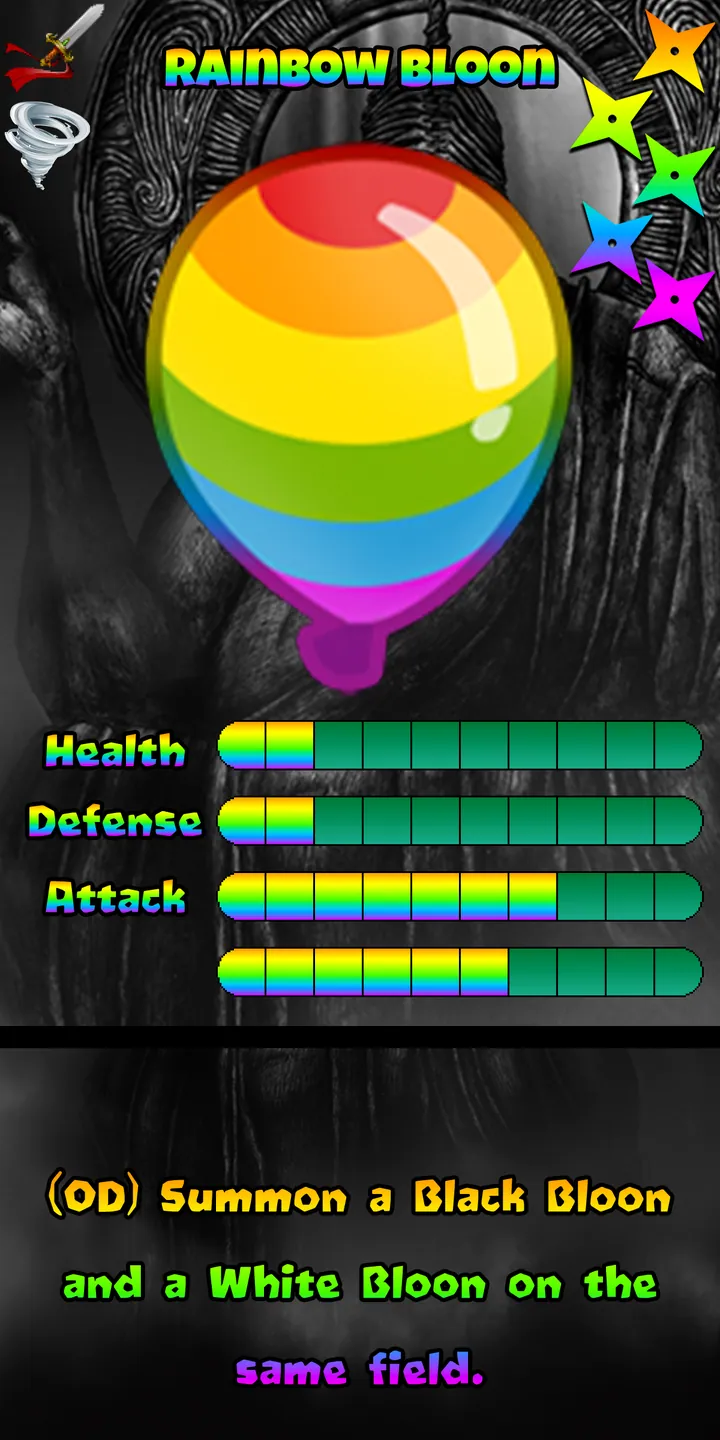 RAINBOW BLOON
Health
Defense
Attack
(OD) Summon a Black Bloon
and a White Bloon on the
same field.